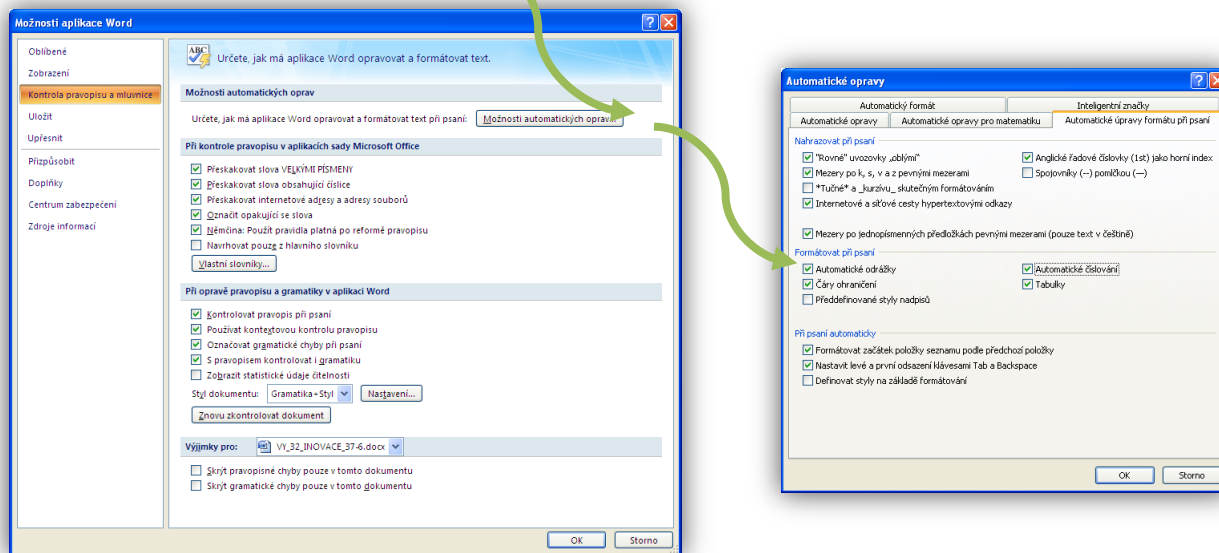 Možnosti aplikace Word
Oblíbené
Zobrazení
Kontrola pravopisu a mluvnice
Uložit
Upřesnit
Přizpůsobit
Doplňky
Centrum zabezpečení
Zdroje informací
ABC
Určete, jak má aplikace Word opravovat a formátovat text.
Možnosti automatických oprav
Určete, jak má aplikace Word opravovat a formátovat text při psaní: Možnosti automatických oprav...
Při kontrole pravopisu v aplikacích sady Microsoft Office
Přeskakovat slova VELKÝMI PÍSMENY
Přeskakovat slova obsahující číslice
Přeskakovat internetové adresy a adresy souborů
Označit opakující se slova
Němčina: Použít pravidla platná po reformě pravopisu
Navrhovat pouze z hlavního slovníku
Vlastní slovníky...
Při opravě pravopisu a gramatiky v aplikaci Word
Kontrolovat pravopis při psaní
Používat kontextovou kontrolu pravopisu
Označovat gramatické chyby při psaní
S pravopisem kontrolovat i gramatiku
Zobrazit statistické údaje čitelnosti
Styl dokumentu: Gramatika+Styl Nastavení...
Znovu zkontrolovat dokument
Výjimky pro: VY_32_INOVACE_37-6.docx
Skrýt pravopisné chyby pouze v tomto dokumentu
Skrýt gramatické chyby pouze v tomto dokumentu
OK Storno
Automatické opravy
Automatický formát Inteligentní značky
Automatické opravy Automatické opravy pro matematiku Automatické úpravy formátu při psaní
Nahrazovat při psaní
"Rovné" uvozovky „oblými“ Anglické řadové číslovky (1st) jako horní index
Mezery po k, s, v a z pevnými mezerami Spojovníky (--) pomlčkou (—)
*Tučné* a _kurzívu_ skutečným formátováním
Internetové a síťové cesty hypertextovými odkazy
Mezery po jednopísmenných předložkách pevnými mezerami (pouze text v češtině)
Formátovat při psaní
Automatické odrážky Automatické číslování
Čáry ohraničení Tabulky
Předdefinované styly nadpisů
Při psaní automaticky
Formátovat začátek položky seznamu podle předchozí položky
Nastavit levé a první odsazení klávesami Tab a Backspace
Definovat styly na základě formátování
OK Storno